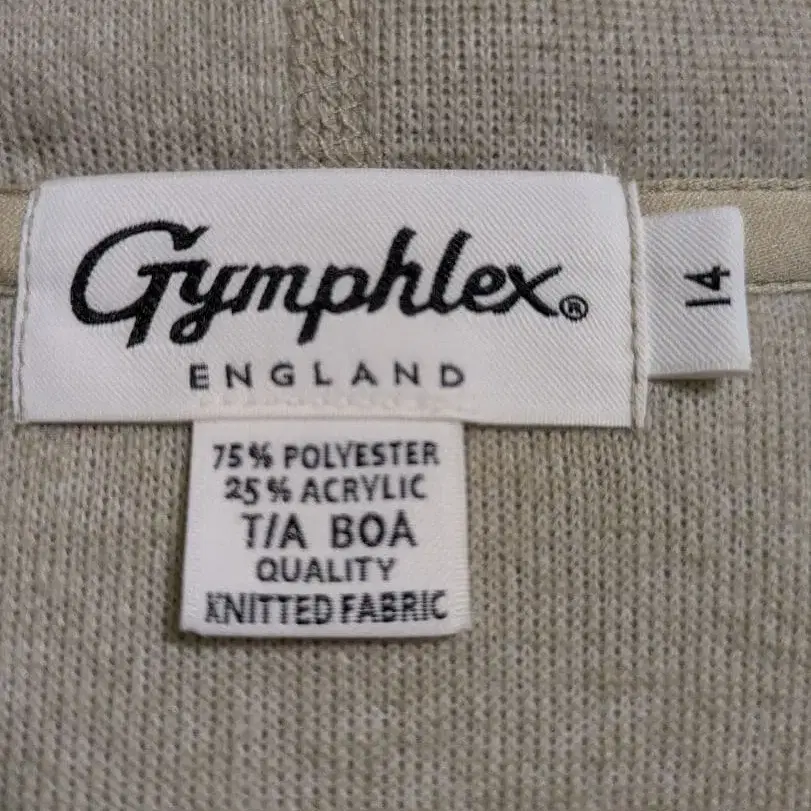 Gymphlex®
ENGLAND
14
75% POLYESTER
25% ACRYLIC
T/A BOA
QUALITY
KNITTED FABRIC